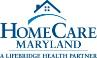 HOMECARE
MARYLAND
A LIFEBRIDGE HEALTH PARTNER